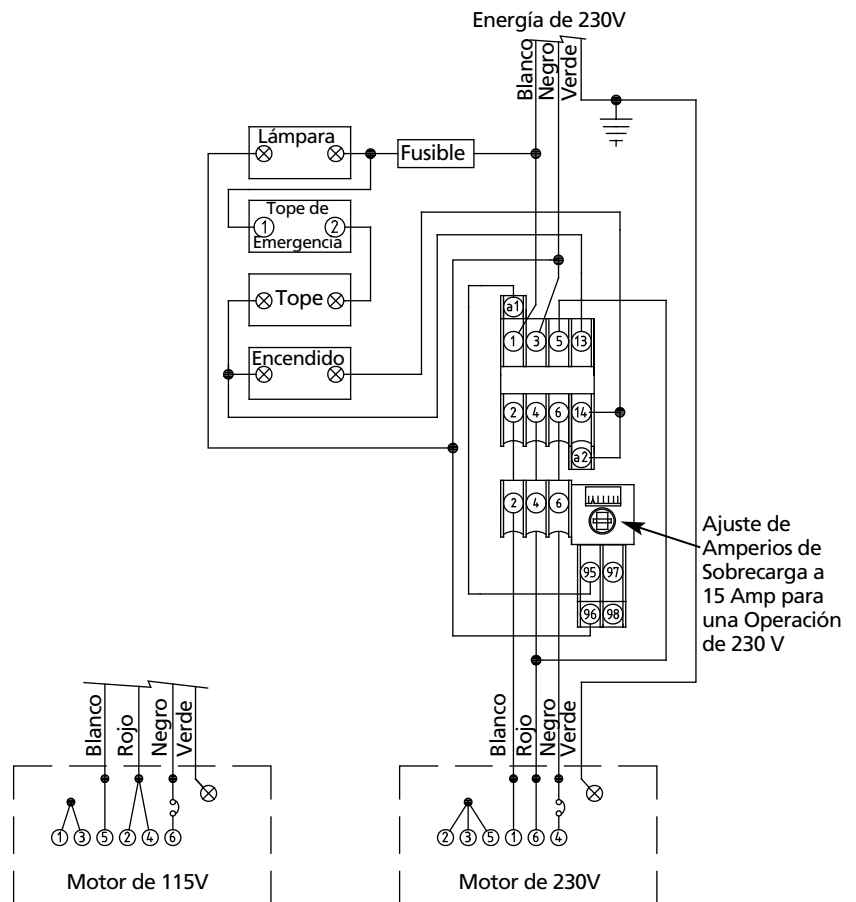 Energía de 230V
Blanco
Negro
Verde
Lámpara
Fusible
Tope de
1 2
Emergencia
Tope
Encendido
a1
1 3 5 13
2 4 6 14
a2
2 4 6
95 97
96 98
Ajuste de
Amperios de
Sobrecarga a
15 Amp para
una Operación
de 230 V
Blanco
Rojo
Negro
Verde
1 3 5 2 4 6
Motor de 115V
Blanco
Rojo
Negro
Verde
2 3 5 1 6 4
Motor de 230V